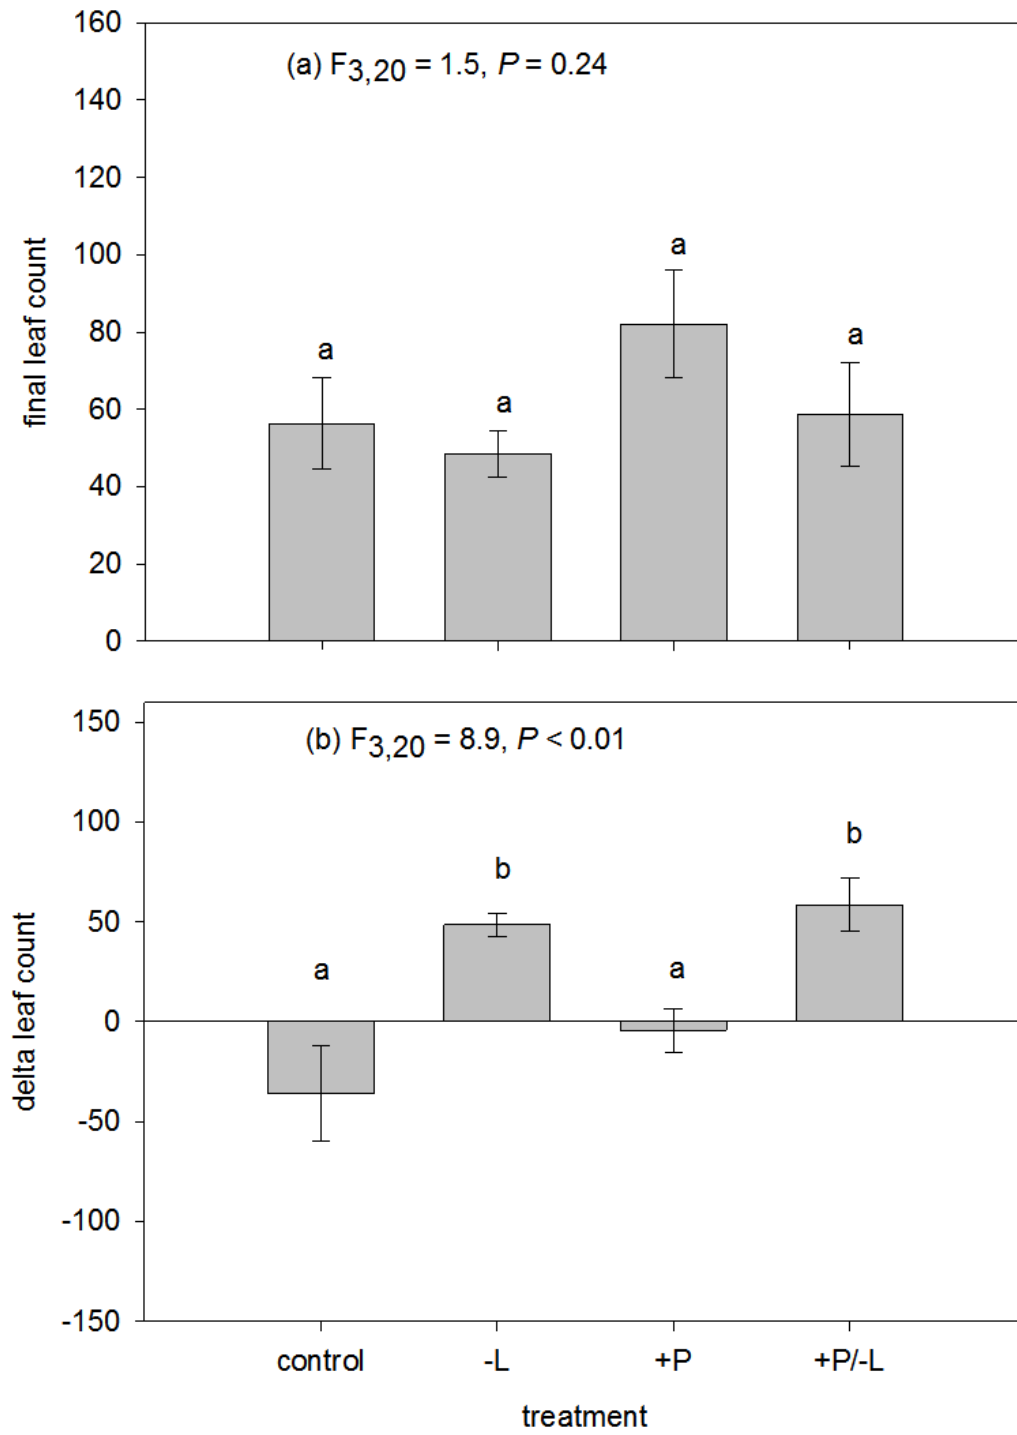 160
(a) F3,20 = 1.5, P = 0.24
140
120
100
80
60
40
20
0
final leaf count
a
a
a
a
(b) F3,20 = 8.9, P < 0.01
150
100
50
0
-50
-100
-150
delta leaf count
a
b
a
b
control
-L
+P
+P/-L
treatment